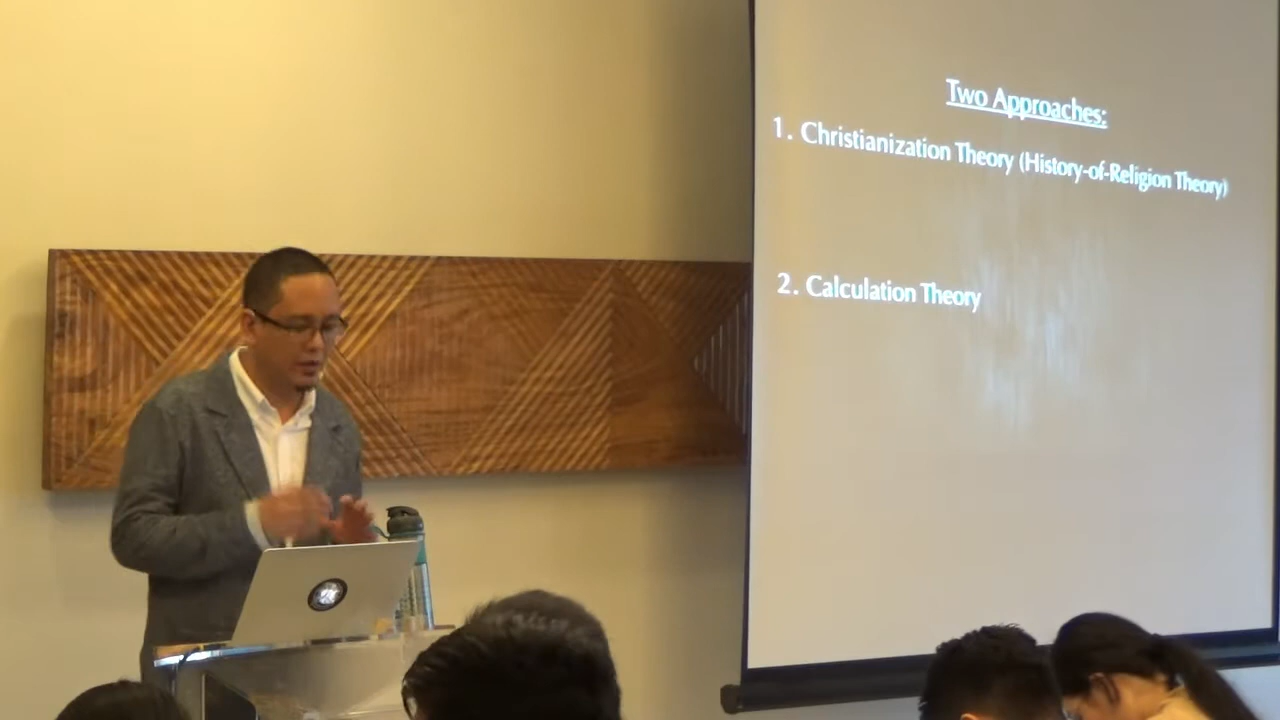 Two Approaches:
1. Christianization Theory (History-of-Religion Theory)
2. Calculation Theory